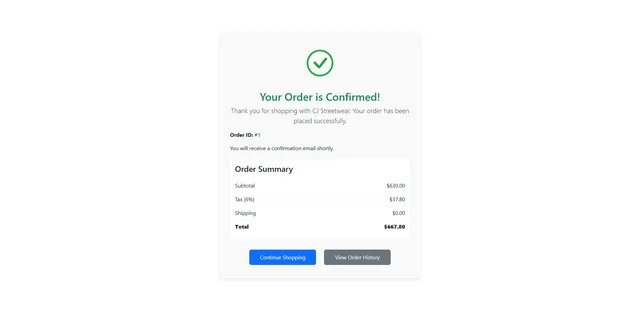 Your Order is Confirmed!
Thank you for shopping with CJ Streetwear. Your order has been
placed successfully.
Order ID: #1
You will receive a confirmation email shortly.
Order Summary
Subtotal $630.00
Tax (6%) $37.80
Shipping $0.00
Total $667.80
Continue Shopping View Order History